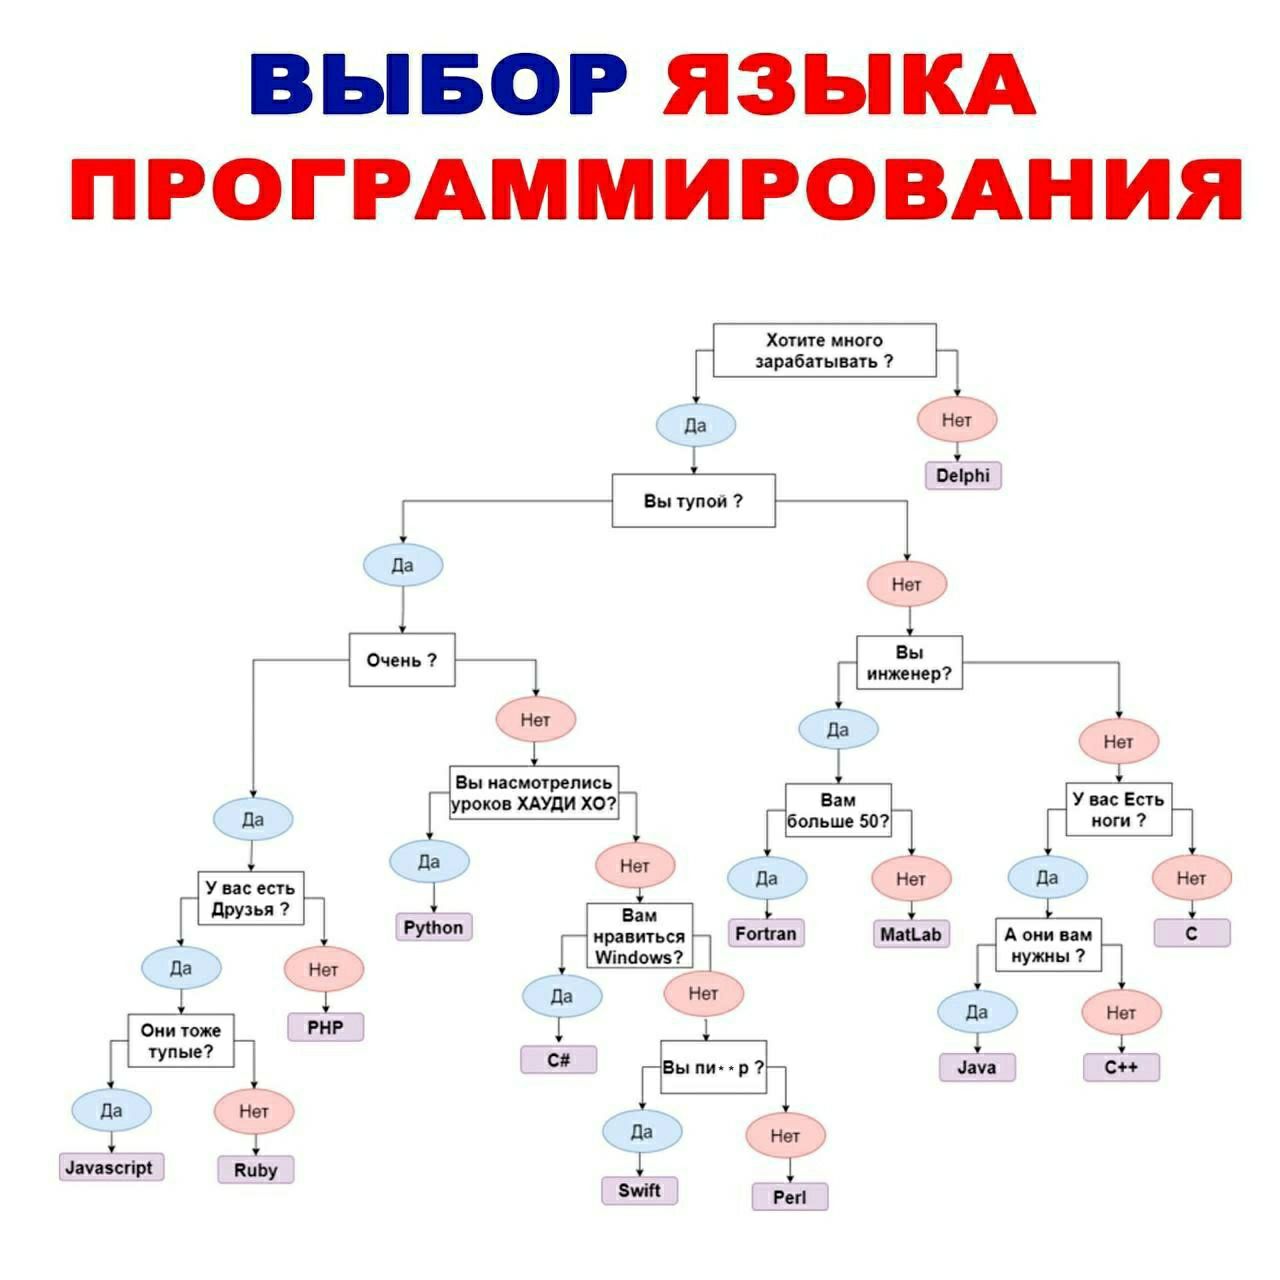 ВЫБОР ЯЗЫКА
ПРОГРАММИРОВАНИЯ
Хотите много
зарабатывать ?
Да
Нет
Delphi
Вы тупой ?
Да
Нет
Очень ?
Вы
инженер?
Нет
Да
Нет
Вы насмотрелись
уроков ХАУДИ ХО?
Вам
больше 50?
У вас Есть
ноги ?
Да
Да
Нет
Да
Нет
Да
Нет
У вас есть
Друзья ?
Python
Вам
нравиться
Windows?
Fortran
MatLab
А они вам
нужны ?
C
Да
Нет
Да
Нет
Да
Нет
Они тоже
тупые?
PHP
C#
Вы пи**р ?
Java
C++
Да
Нет
Да
Нет
Javascript
Ruby
Swift
Perl